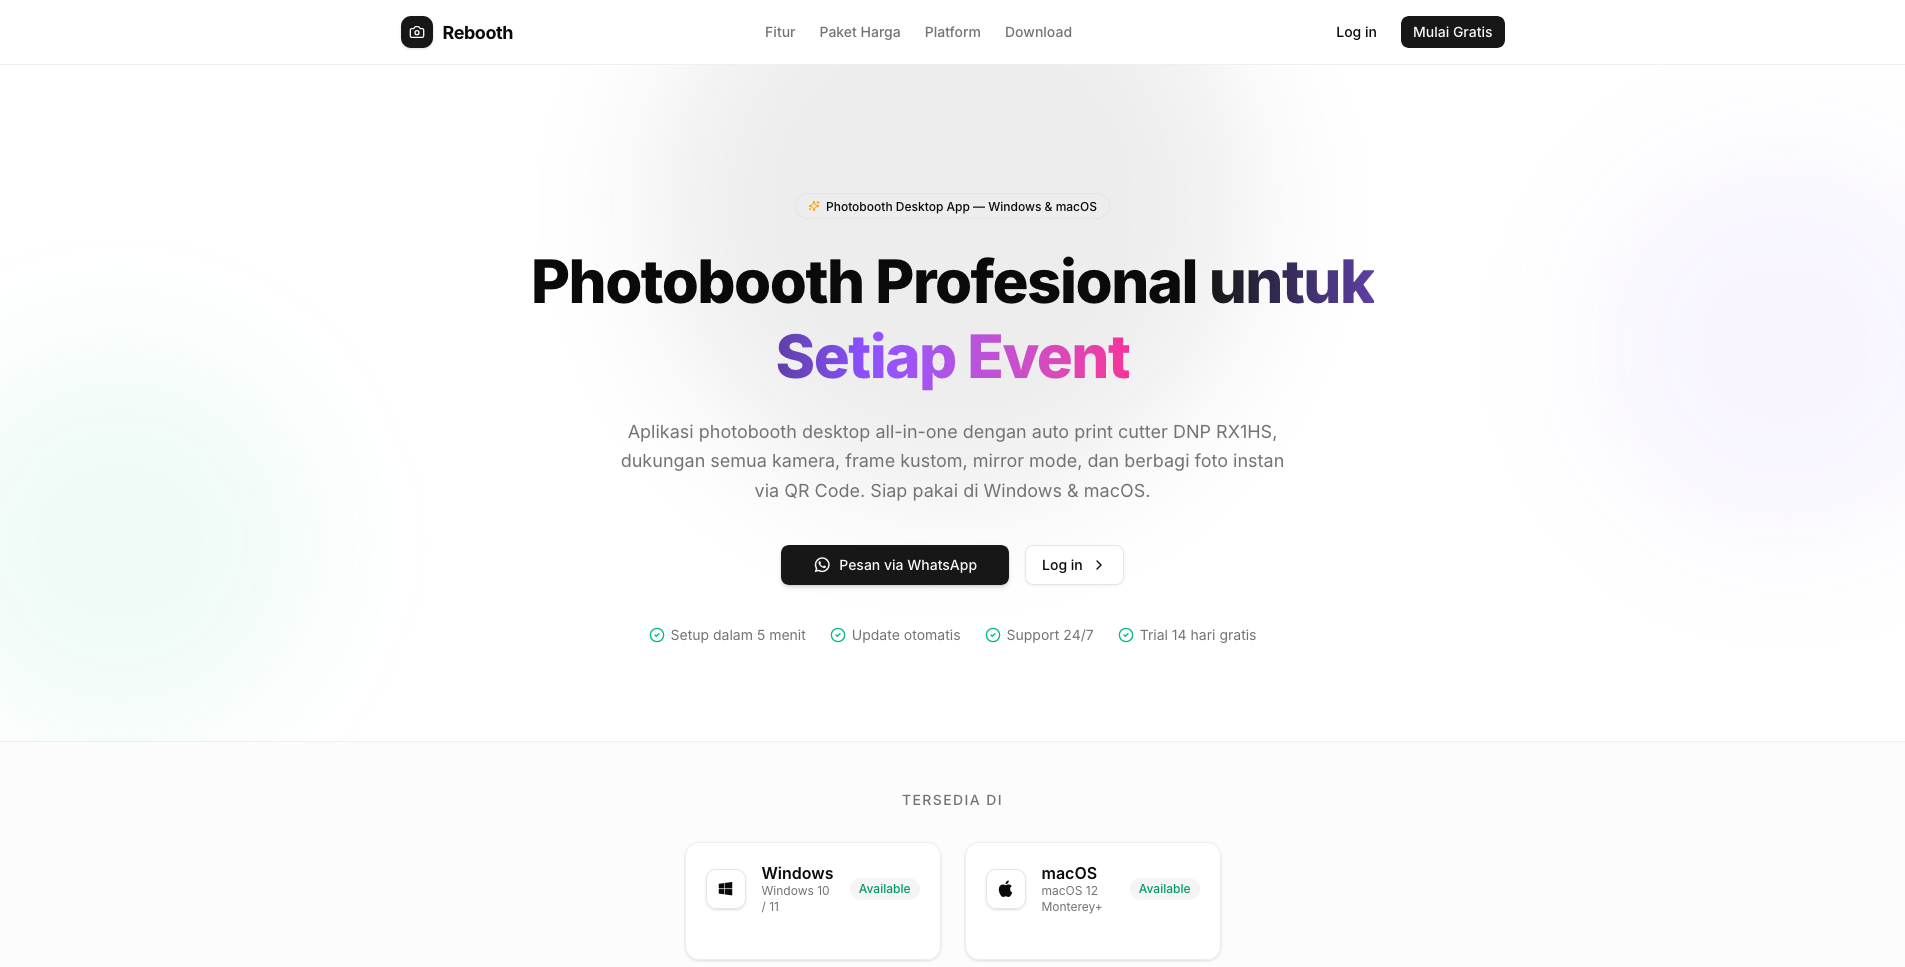 Rebooth
Fitur
Paket Harga
Platform
Download
Log in
Mulai Gratis
Photobooth Desktop App — Windows & macOS
Photobooth Profesional untuk
Setiap Event
Aplikasi photobooth desktop all-in-one dengan auto print cutter DNP RX1HS,
dukungan semua kamera, frame kustom, mirror mode, dan berbagi foto instan
via QR Code. Siap pakai di Windows & macOS.
Pesan via WhatsApp
Log in
Setup dalam 5 menit
Update otomatis
Support 24/7
Trial 14 hari gratis
TERSEDIA DI
Windows
Windows 10
/ 11
Available
macOS
macOS 12
Monterey+
Available